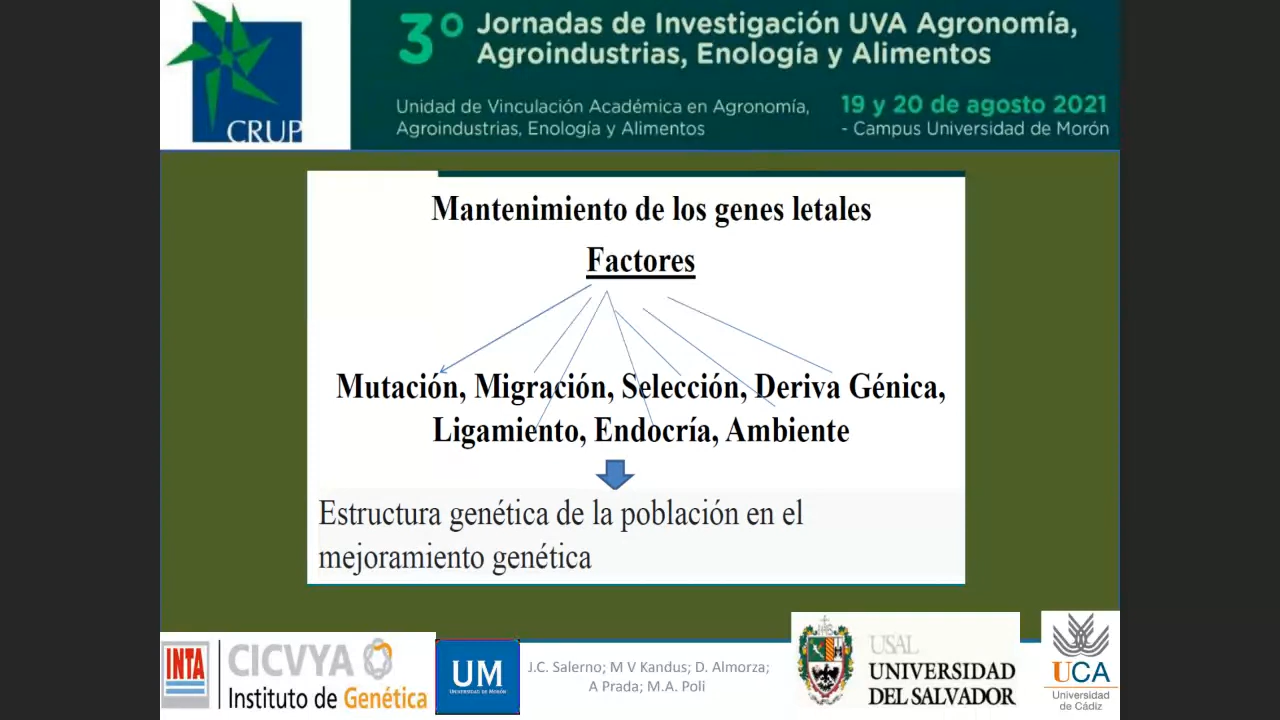 CRUP
3º Jornadas de Investigación UVA Agronomía,
Agroindustrias, Enología y Alimentos
Unidad de Vinculación Académica en Agronomía,
Agroindustrias, Enología y Alimentos
19 y 20 de agosto 2021
- Campus Universidad de Morón
Mantenimiento de los genes letales
Factores
Mutación, Migración, Selección, Deriva Génica,
Ligamiento, Endocría, Ambiente
Estructura genética de la población en el
mejoramiento genética
INTA
CICVYA
Instituto de Genética
UM
UNIVERSIDAD DE MORÓN
J.C. Salerno; M V Kandus; D. Almorza;
A Prada; M.A. Poli
USAL
UNIVERSIDAD
DEL SALVADOR
UCA
Universidad
de Cádiz